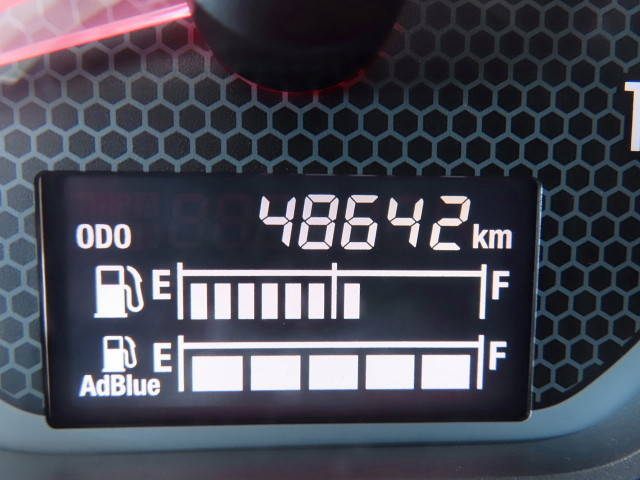 ODO 48642 km
E F
E F
AdBlue